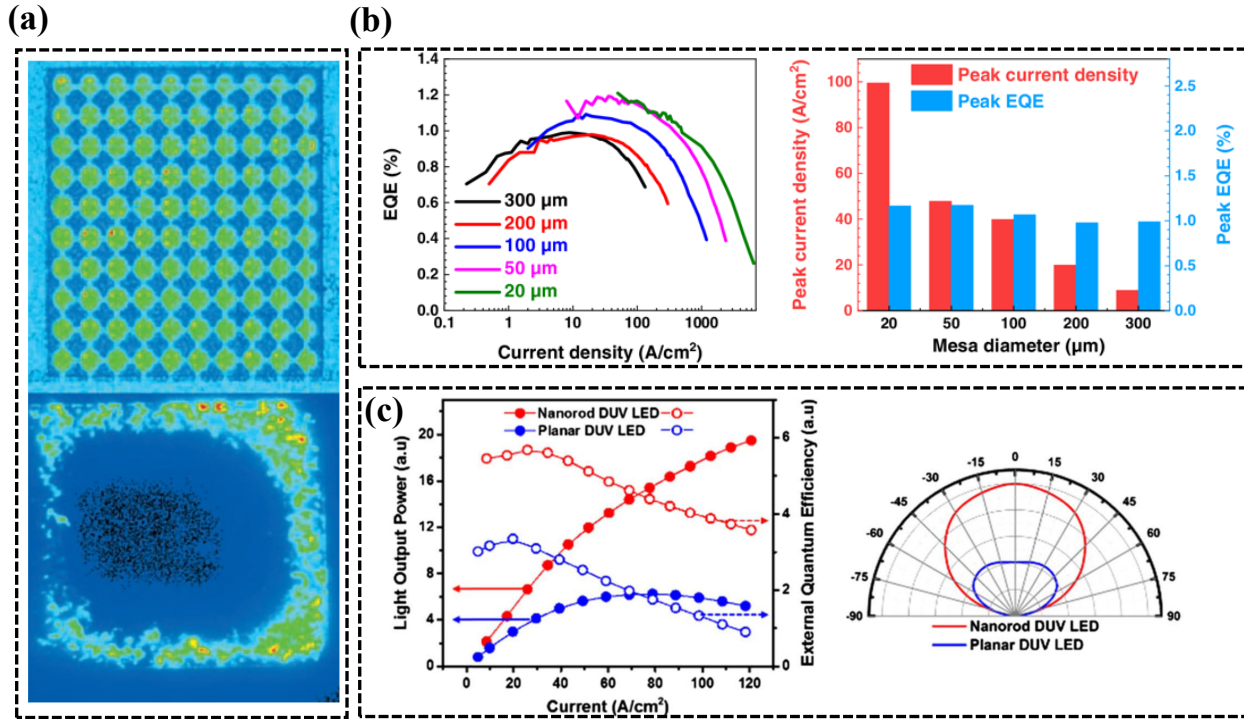 (a)
(b)
1.4
1.2
1.0
0.8
0.6
0.4
0.2
0.0
EQE (%)
300 µm
200 µm
100 µm
50 µm
20 µm
0.1 1 10 100 1000
Current density (A/cm²)
Peak current density (A/cm²)
100
80
60
40
20
0
Peak current density
Peak EQE
2.5
2.0
1.5
1.0
0.5
0.0
Peak EQE (%)
20 50 100 200 300
Mesa diameter (µm)
(c)
Light Output Power (a.u)
20
16
12
8
4
0
Nanorod DUV LED
Planar DUV LED
6
5
4
3
2
1
0
External Quantum Efficiency (a.u)
0 20 40 60 80 100 120
Current (A/cm²)
-90 -75 -60 -45 -30 -15 0 15 30 45 60 75 90
Nanorod DUV LED
Planar DUV LED